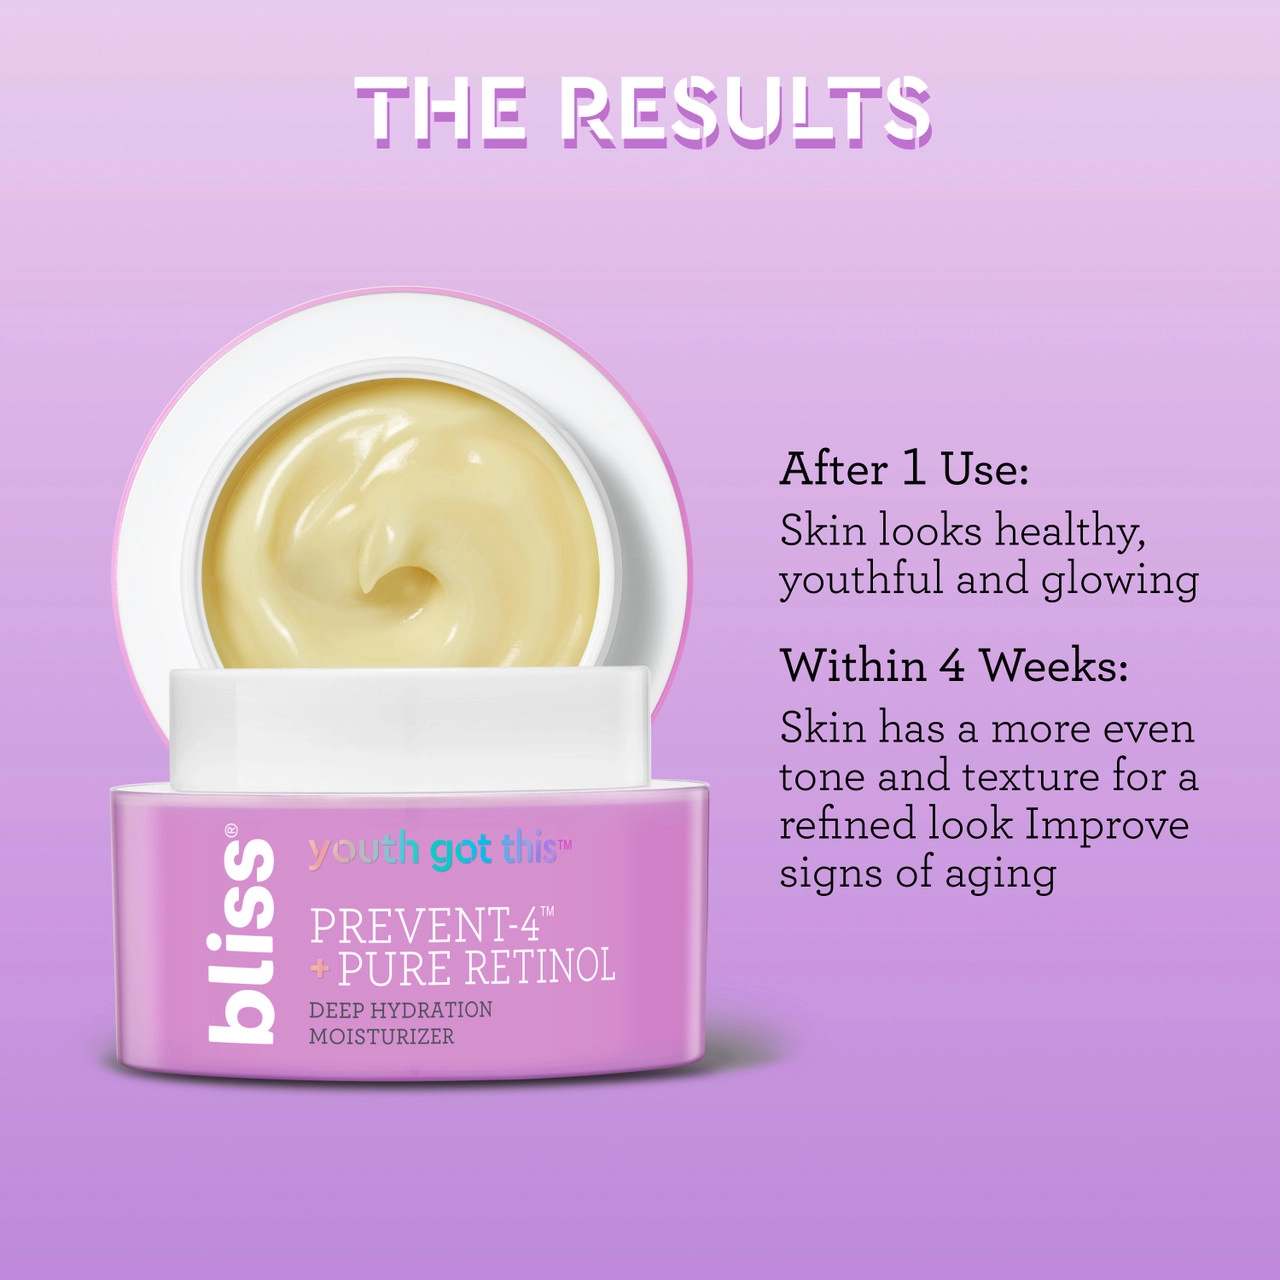 THE RESULTS
After 1 Use:
Skin looks healthy,
youthful and glowing
Within 4 Weeks:
Skin has a more even
tone and texture for a
refined look Improve
signs of aging
bliss®
youth got this™
PREVENT-4™
+ PURE RETINOL
DEEP HYDRATION
MOISTURIZER